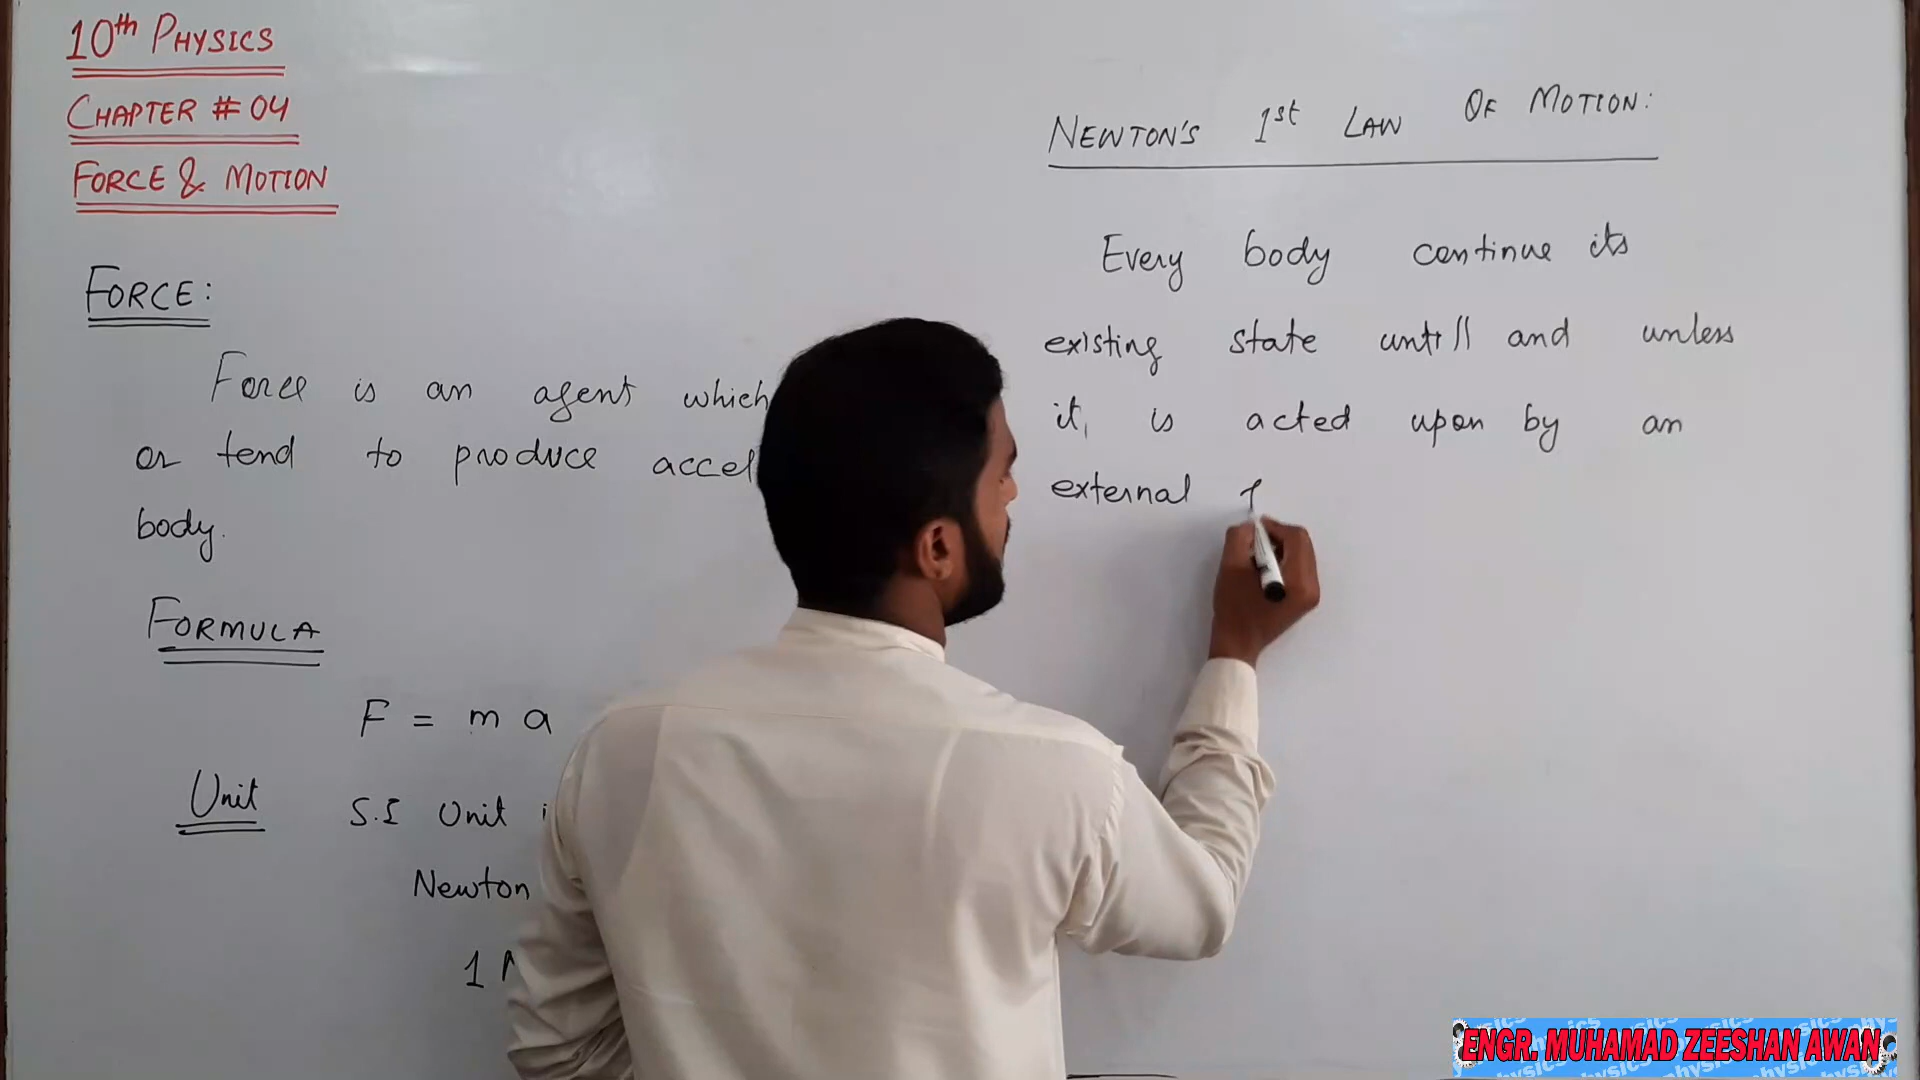 10th PHYSICS
CHAPTER # 04
FORCE & MOTION
FORCE:
Force is an agent which
or tend to produce accel
body.
FORMULA
F = m a
Unit S.I Unit
Newton
1
NEWTON'S 1st LAW OF MOTION:
Every body continue its
existing state untill and unless
it, is acted upon by an
external f
ENGR. MUHAMAD ZEESHAN AWAN